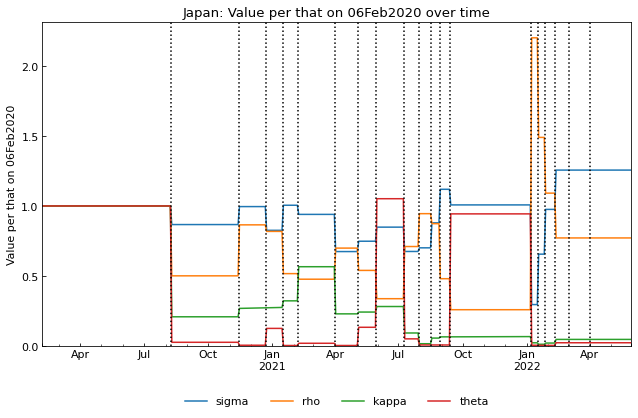 Japan: Value per that on 06Feb2020 over time
Value per that on 06Feb2020
2.0
1.5
1.0
0.5
0.0
Apr Jul Oct Jan Apr Jul Oct Jan Apr
2021 2022
sigma rho kappa theta